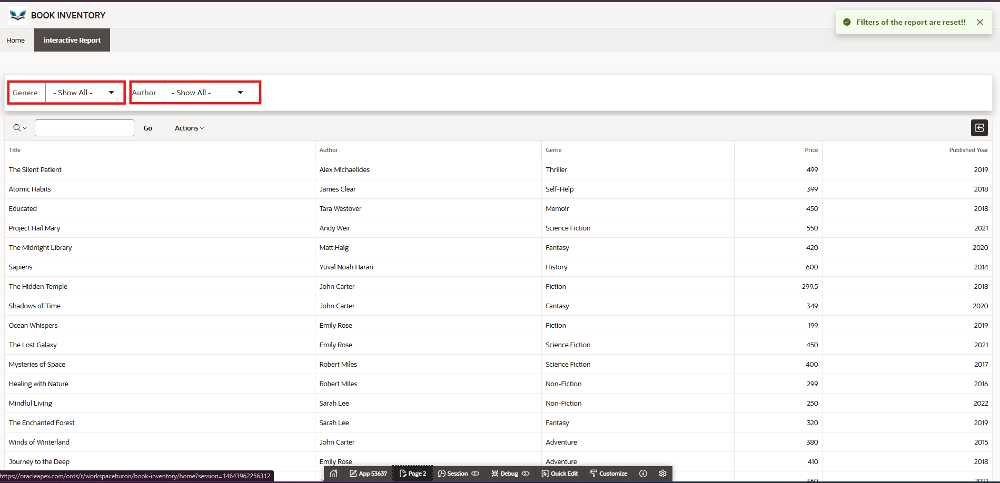 BOOK INVENTORY
Filters of the report are reset!!
Home interactive Report
Genere - Show All - Author - Show All -
Go Actions
Title Author Genre Price Published Year
The Silent Patient Alex Michaelides Thriller 499 2019
Atomic Habits James Clear Self-Help 399 2018
Educated Tara Westover Memoir 450 2018
Project Hail Mary Andy Weir Science Fiction 550 2021
The Midnight Library Matt Haig Fantasy 420 2020
Sapiens Yuval Noah Harari History 600 2014
The Hidden Temple John Carter Fiction 299.5 2018
Shadows of Time John Carter Fantasy 349 2020
Ocean Whispers Emily Rose Fiction 199 2019
The Lost Galaxy Emily Rose Science Fiction 450 2021
Mysteries of Space Robert Miles Science Fiction 400 2017
Healing with Nature Robert Miles Non-Fiction 299 2016
Mindful Living Sarah Lee Non-Fiction 250 2022
The Enchanted Forest Sarah Lee Fantasy 320 2019
Winds of Winterland John Carter Adventure 380 2015
Journey to the Deep Emily Rose Adventure 410 2018
https://oracleapex.com/ords/r/workspacehuron/book-inventory/home?session=14643962256312
App 53637 Page 2 Session Debug Quick Edit Customize
360 2021